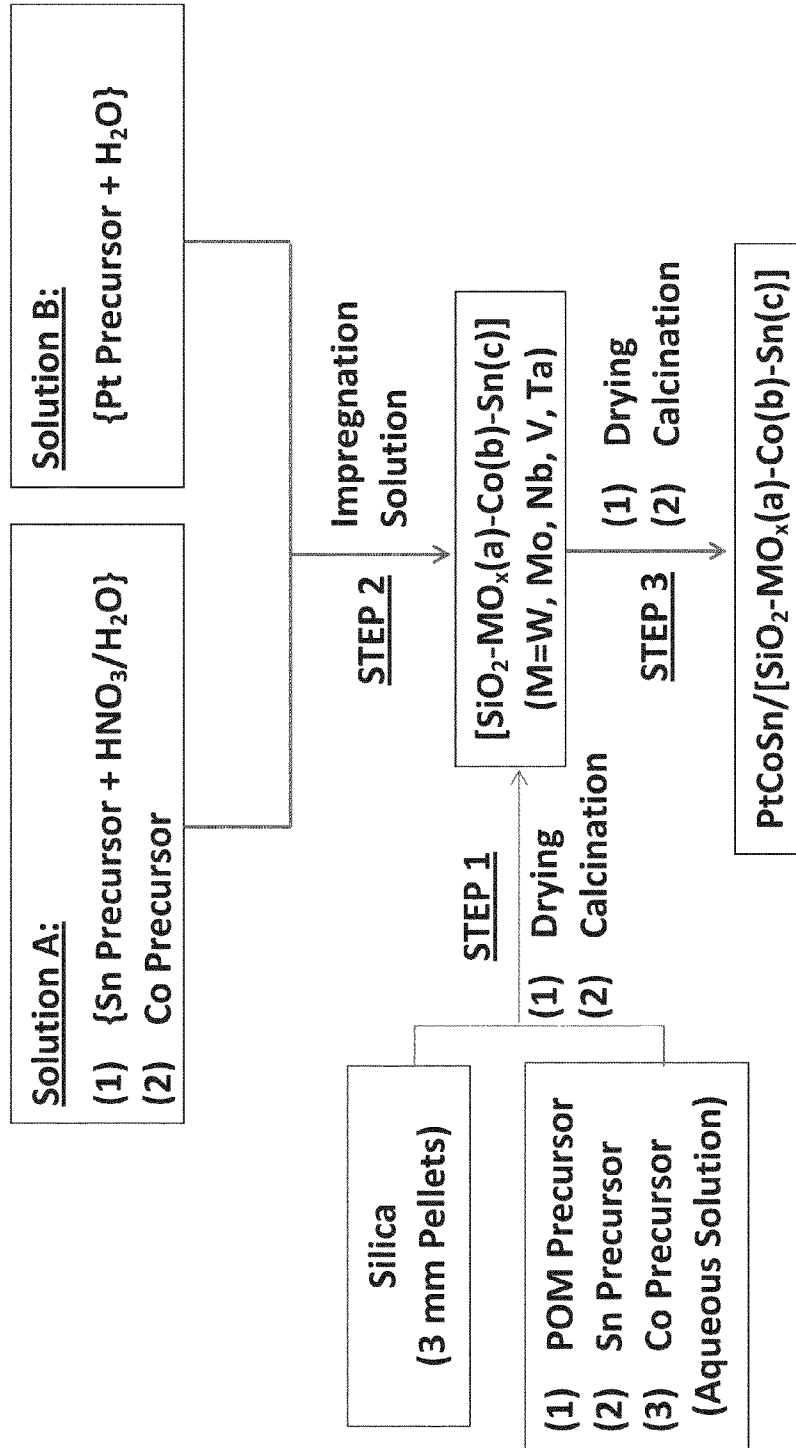 Solution A:
(1) {Sn Precursor + HNO₃/H₂O}
(2) Co Precursor
Solution B:
{Pt Precursor + H₂O}
STEP 2
Impregnation
Solution
Silica
(3 mm Pellets)
(1) POM Precursor
(2) Sn Precursor
(3) Co Precursor
(Aqueous Solution)
STEP 1
(1) Drying
(2) Calcination
[SiO₂-MOₓ(a)-Co(b)-Sn(c)]
(M=W, Mo, Nb, V, Ta)
STEP 3
(1) Drying
(2) Calcination
PtCoSn/[SiO₂-MOₓ(a)-Co(b)-Sn(c)]